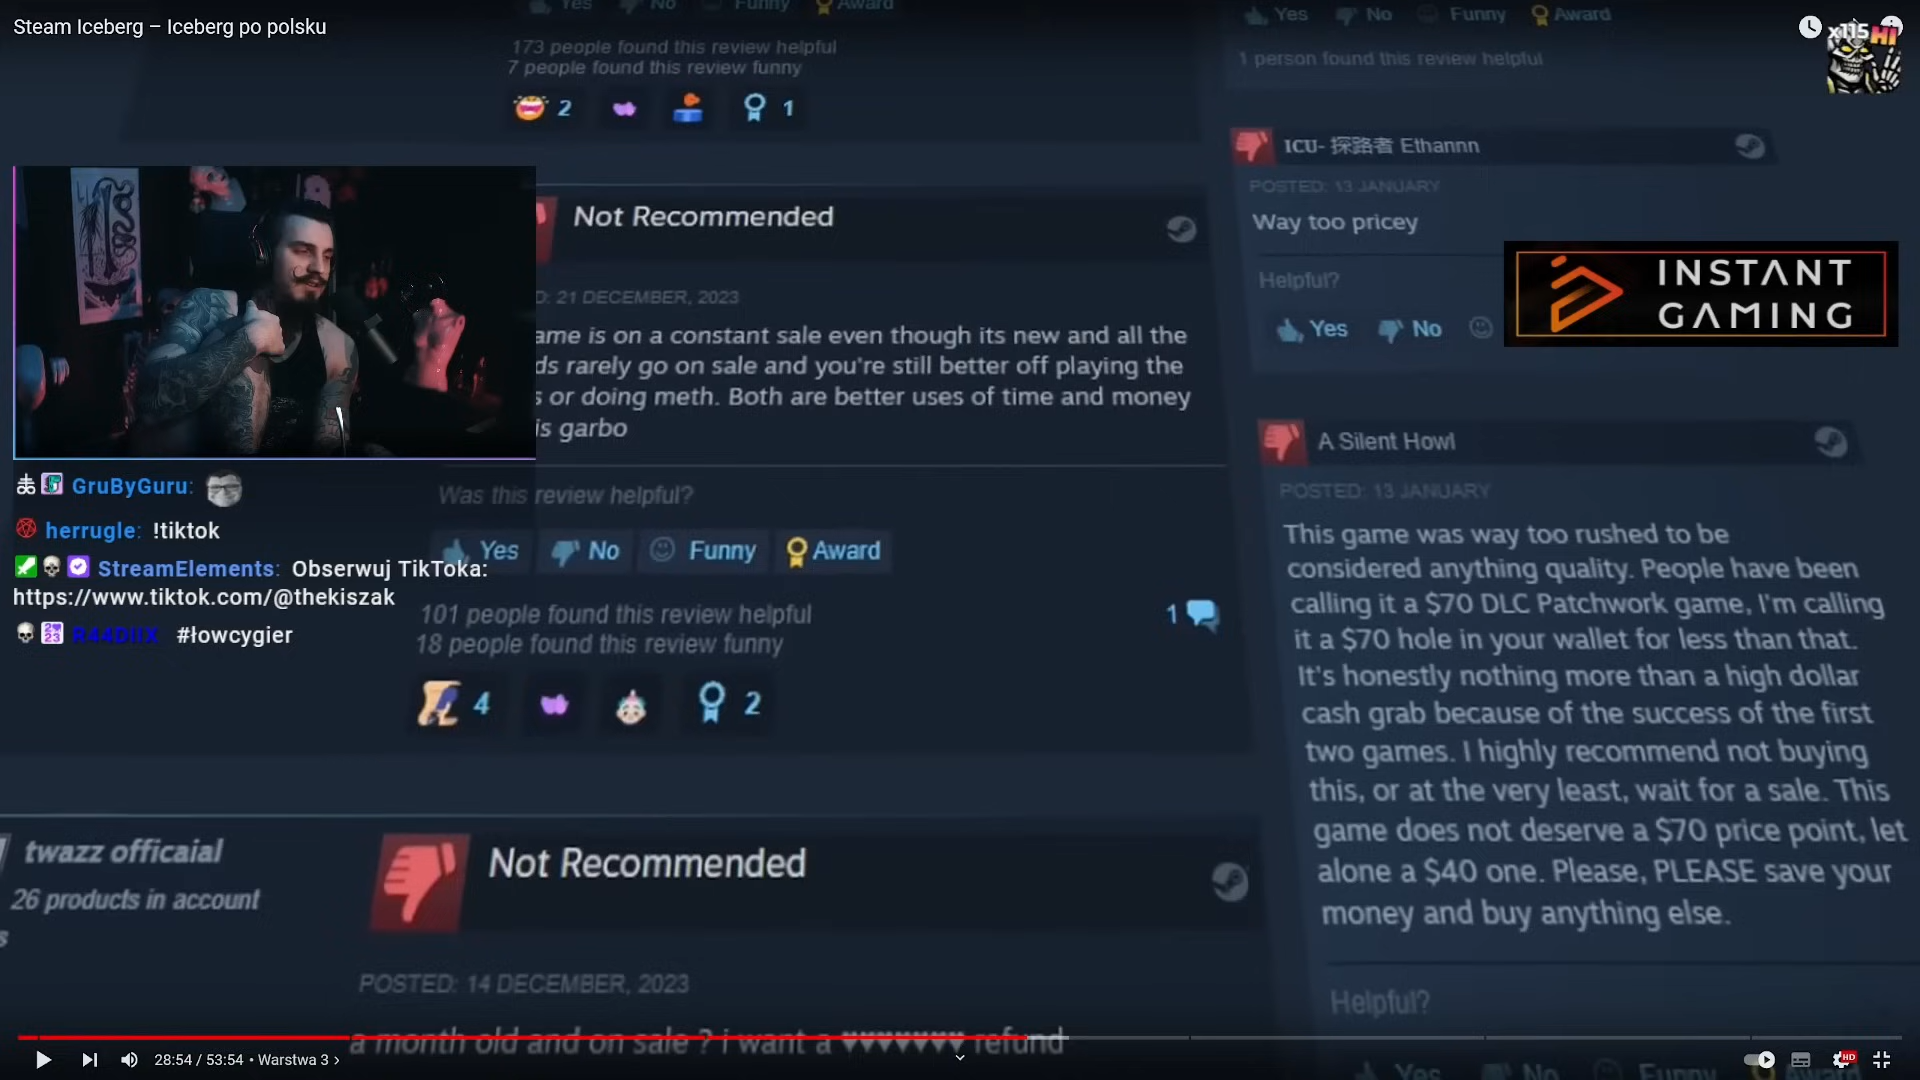 Steam Iceberg – Iceberg po polsku
Yes No Funny Award
173 people found this review helpful
7 people found this review funny
2
1
Yes No Funny Award
1 person found this review helpful
x115
Hi
ICU- 探路者 Ethannn
POSTED: 13 JANUARY
Way too pricey
Helpful?
Yes No
INSTANT
GAMING
Not Recommended
D: 21 DECEMBER, 2023
ame is on a constant sale even though its new and all the
ds rarely go on sale and you're still better off playing the
s or doing meth. Both are better uses of time and money
is garbo
Was this review helpful?
Yes No Funny Award
101 people found this review helpful
18 people found this review funny
1
4
2
GruByGuru:
herrugle: !tiktok
StreamElements: Obserwuj TikToka:
https://www.tiktok.com/@thekiszak
R44DUX #łowcygier
A Silent Howl
POSTED: 13 JANUARY
This game was way too rushed to be
considered anything quality. People have been
calling it a $70 DLC Patchwork game, I'm calling
it a $70 hole in your wallet for less than that.
It's honestly nothing more than a high dollar
cash grab because of the success of the first
two games. I highly recommend not buying
this, or at the very least, wait for a sale. This
game does not deserve a $70 price point, let
alone a $40 one. Please, PLEASE save your
money and buy anything else.
Helpful?
Yes No Funny Award
twazz officaial
26 products in account
s
Not Recommended
POSTED: 14 DECEMBER, 2023
a month old and on sale ? i want a ♥♥♥♥♥♥♥ refund
28:54 / 53:54 • Warstwa 3 ›
HD